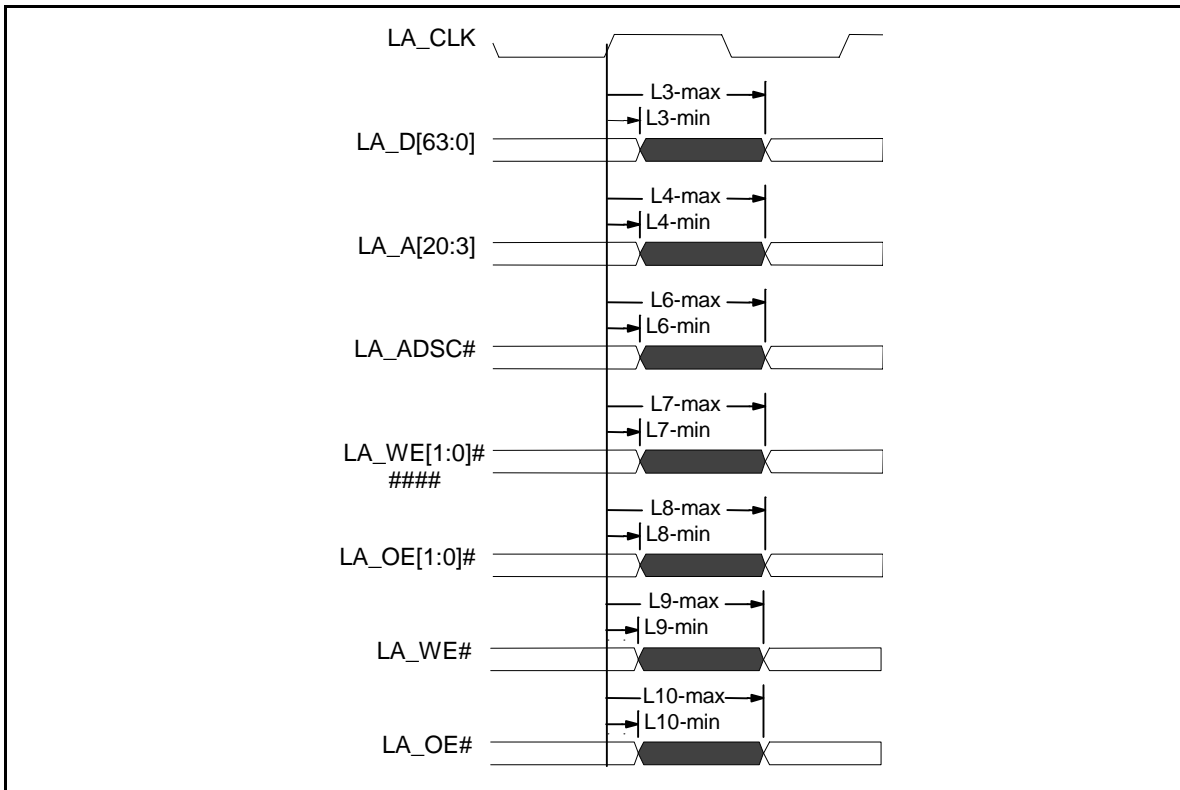 LA_CLK
L3-max
L3-min
LA_D[63:0]
L4-max
L4-min
LA_A[20:3]
L6-max
L6-min
LA_ADSC#
L7-max
L7-min
LA_WE[1:0]#
####
L8-max
L8-min
LA_OE[1:0]#
L9-max
L9-min
LA_WE#
L10-max
L10-min
LA_OE#